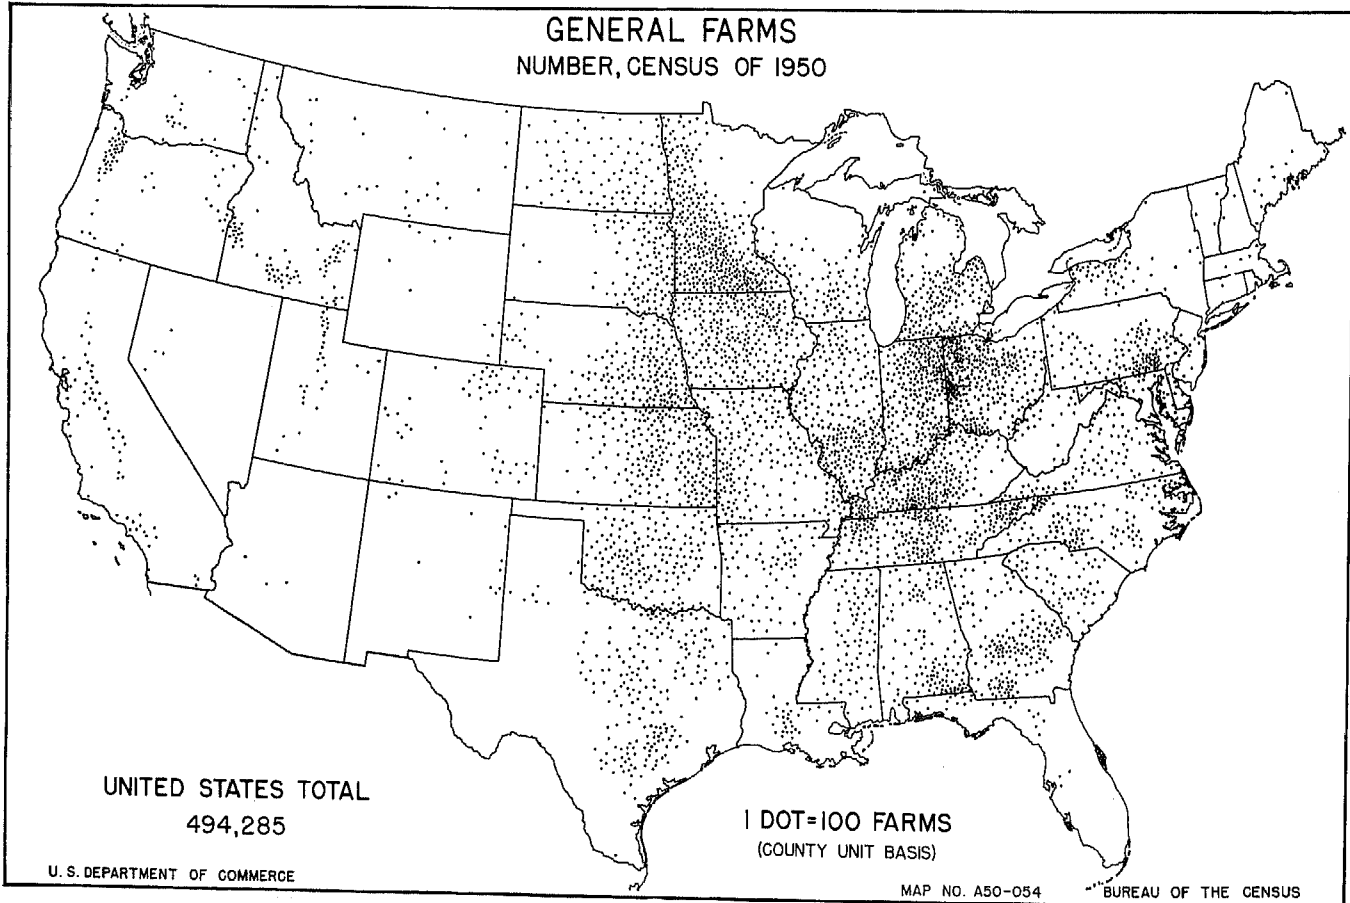 GENERAL FARMS
NUMBER, CENSUS OF 1950
UNITED STATES TOTAL
494,285
1 DOT=100 FARMS
(COUNTY UNIT BASIS)
U. S. DEPARTMENT OF COMMERCE
MAP NO. A50-054
BUREAU OF THE CENSUS